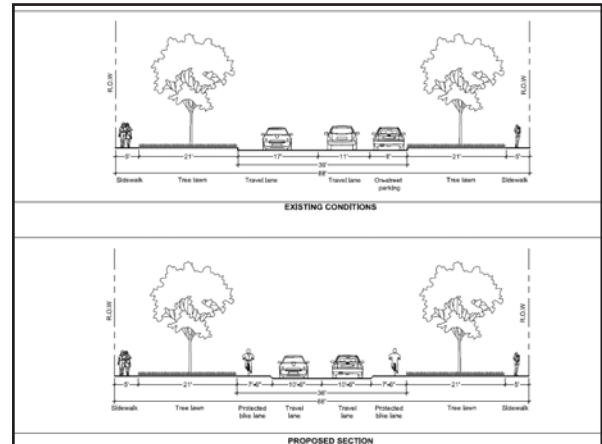 R.O.W
R.O.W
5' 21' 17' 11' 8' 21' 5'
36'
88'
Sidewalk Tree lawn Travel lane Travel lane On-street parking Tree lawn Sidewalk
EXISTING CONDITIONS
R.O.W
R.O.W
5' 21' 7'-6" 10'-6" 10'-6" 7'-6" 21' 5'
36'
88'
Sidewalk Tree lawn Protected bike lane Travel lane Travel lane Protected bike lane Tree lawn Sidewalk
PROPOSED SECTION